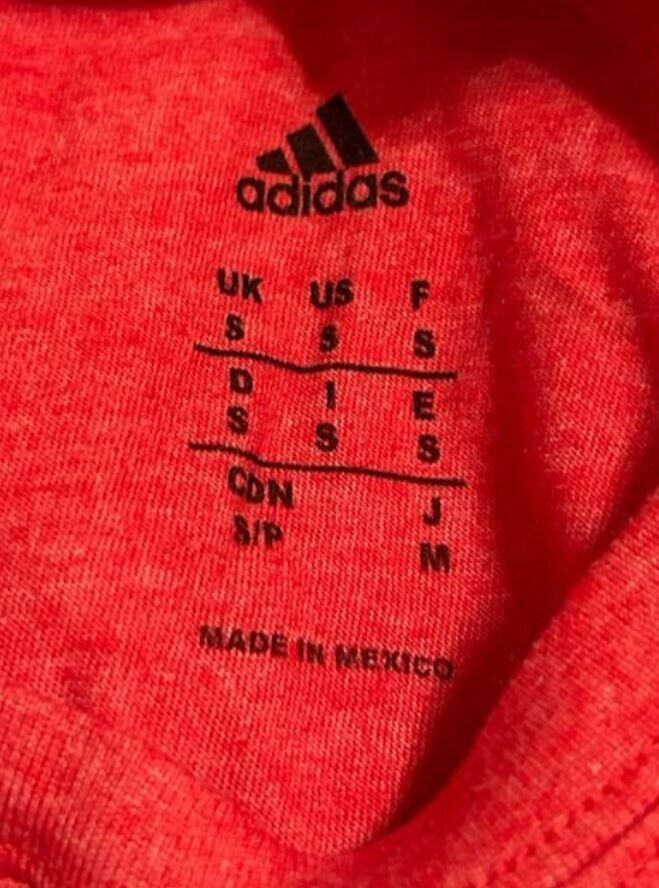 adidas
UK US F
S S S
D I E
S S S
CDN J
S/P M
MADE IN MEXICO